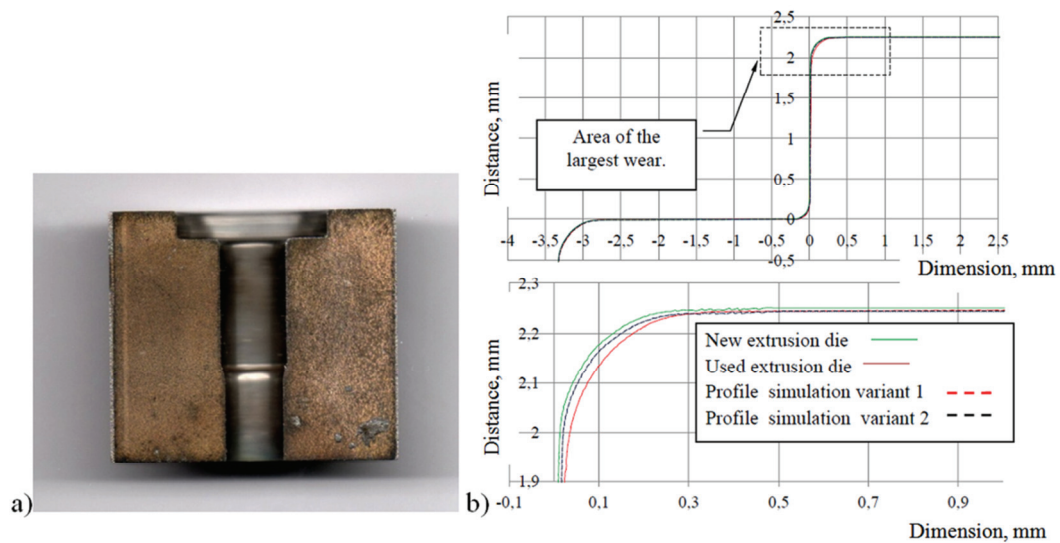 a)
b)
Distance, mm
2,5
2
1,5
1
0,5
0
-0,5
-4 -3,5 -3 -2,5 -2 -1,5 -1 -0,5 0 0,5 1 1,5 2 2,5
Dimension, mm
Area of the
largest wear.
Distance, mm
2,3
2,2
2,1
2
1,9
-0,1 0,1 0,3 0,5 0,7 0,9
Dimension, mm
New extrusion die
Used extrusion die
Profile simulation variant 1
Profile simulation variant 2